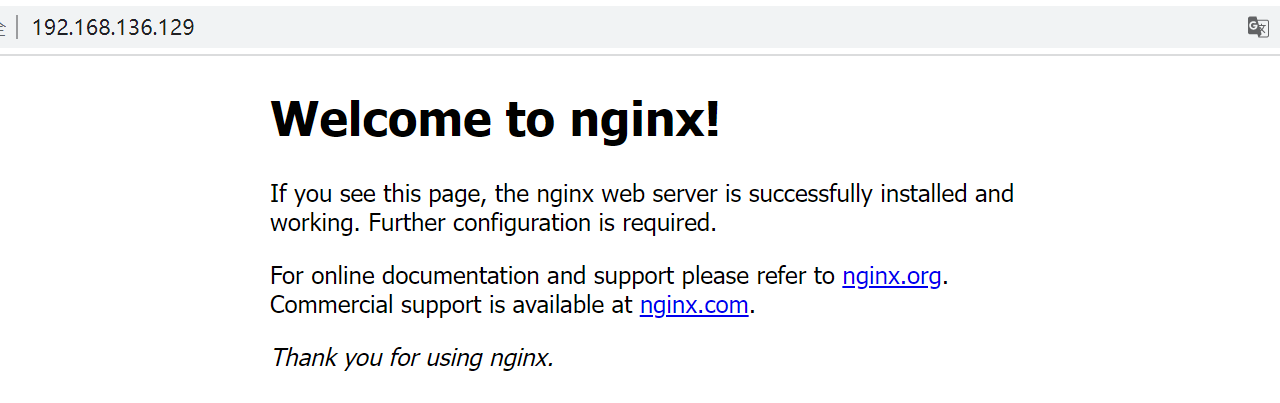 全 192.168.136.129
Welcome to nginx!
If you see this page, the nginx web server is successfully installed and
working. Further configuration is required.
For online documentation and support please refer to nginx.org.
Commercial support is available at nginx.com.
Thank you for using nginx.